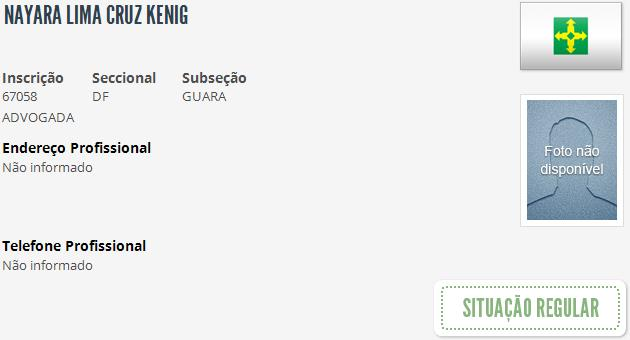 NAYARA LIMA CRUZ KENIG
Inscrição Seccional Subseção
67058 DF GUARA
ADVOGADA
Endereço Profissional
Não informado
Foto não
disponível
Telefone Profissional
Não informado
SITUAÇÃO REGULAR